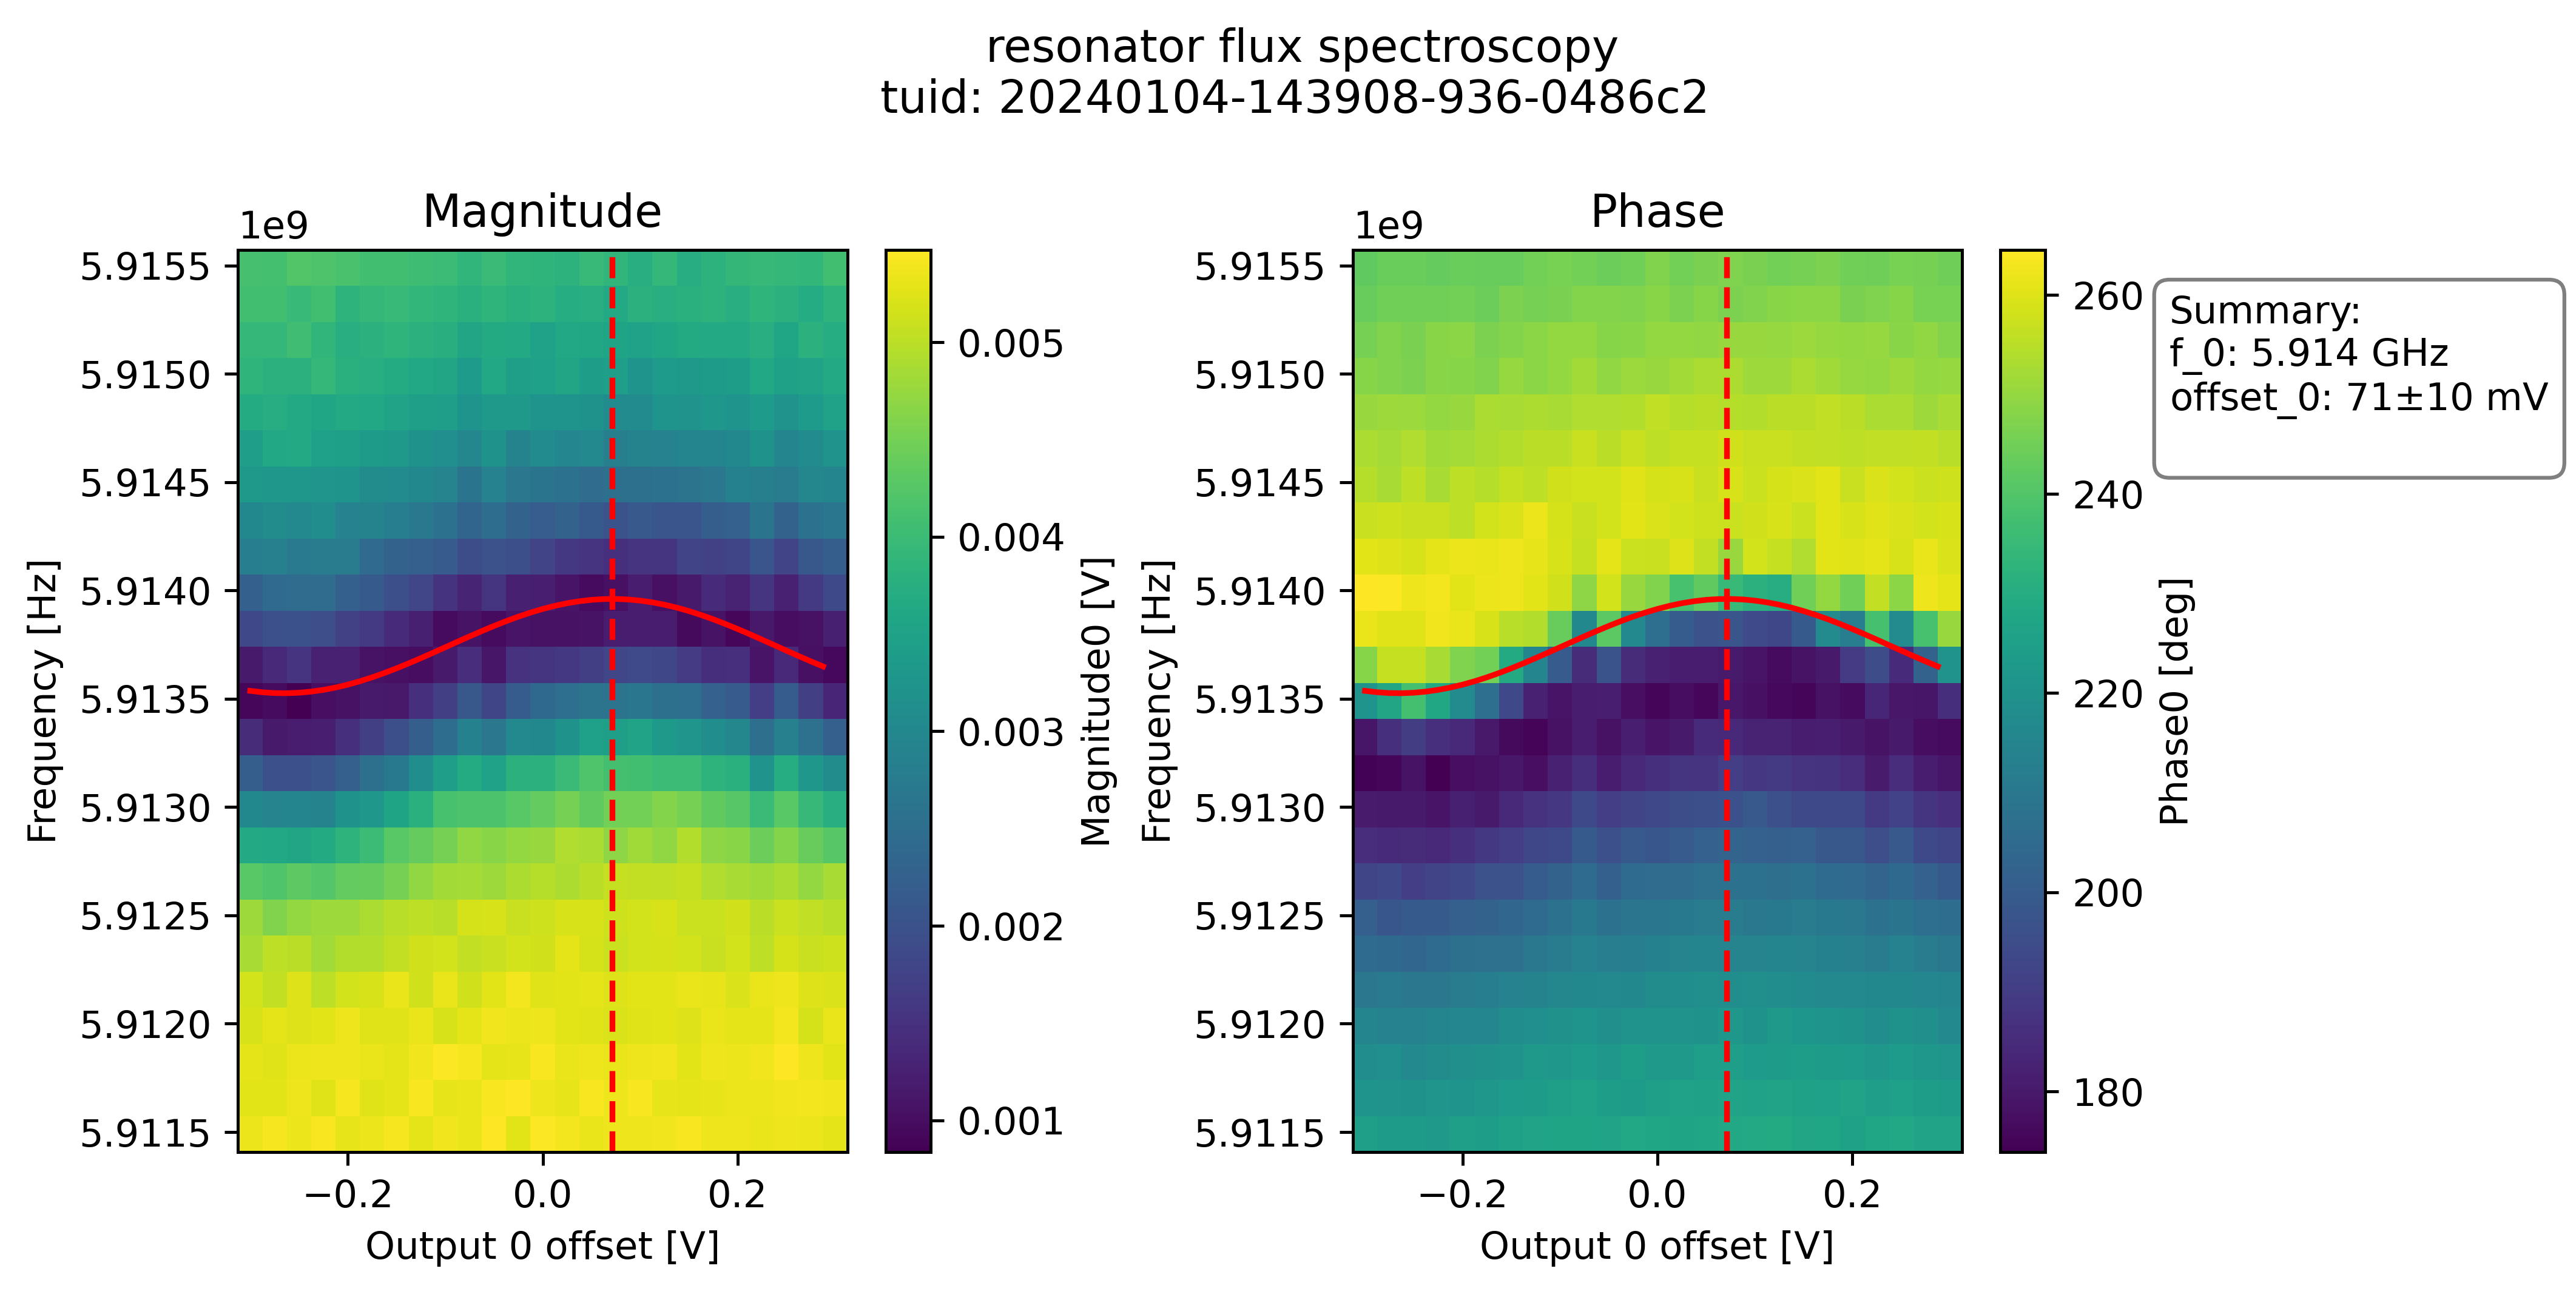 resonator flux spectroscopy
tuid: 20240104-143908-936-0486c2
Magnitude
1e9
5.9155
5.9150
5.9145
5.9140
5.9135
5.9130
5.9125
5.9120
5.9115
Frequency [Hz]
−0.2
0.0
0.2
Output 0 offset [V]
0.005
0.004
0.003
0.002
0.001
Magnitude0 [V]
Phase
1e9
5.9155
5.9150
5.9145
5.9140
5.9135
5.9130
5.9125
5.9120
5.9115
Frequency [Hz]
−0.2
0.0
0.2
Output 0 offset [V]
260
240
220
200
180
Phase0 [deg]
Summary:
f_0: 5.914 GHz
offset_0: 71±10 mV